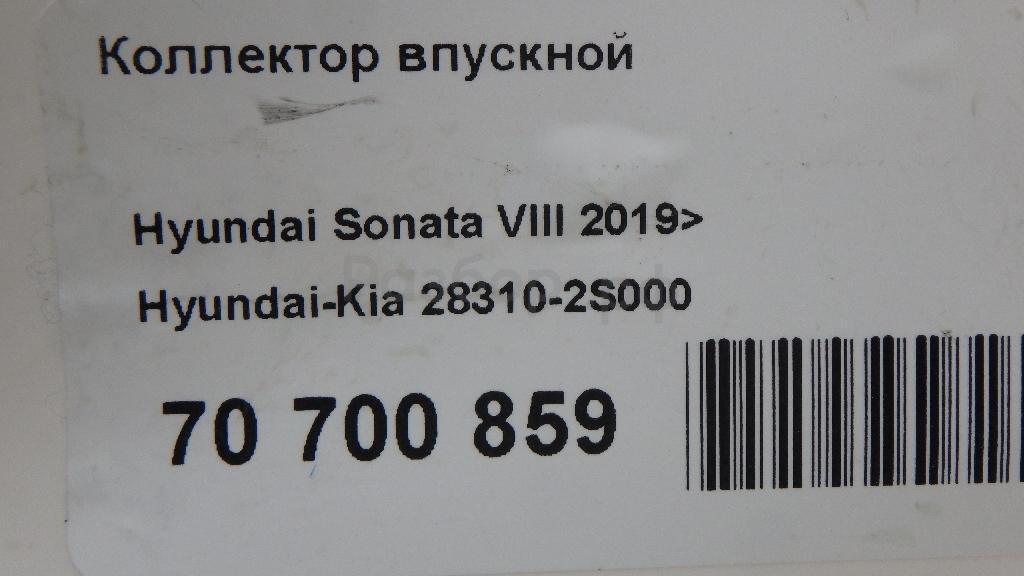 Коллектор впускной
Hyundai Sonata VIII 2019>
Hyundai-Kia 28310-2S000
70 700 859